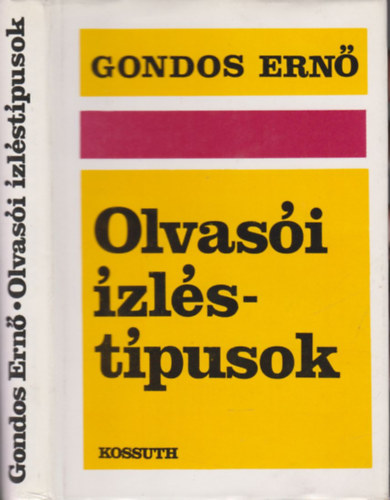 Gondos Ernő • Olvasói ízléstípusok
GONDOS ERNŐ
Olvasói
ízlés-
típusok
KOSSUTH